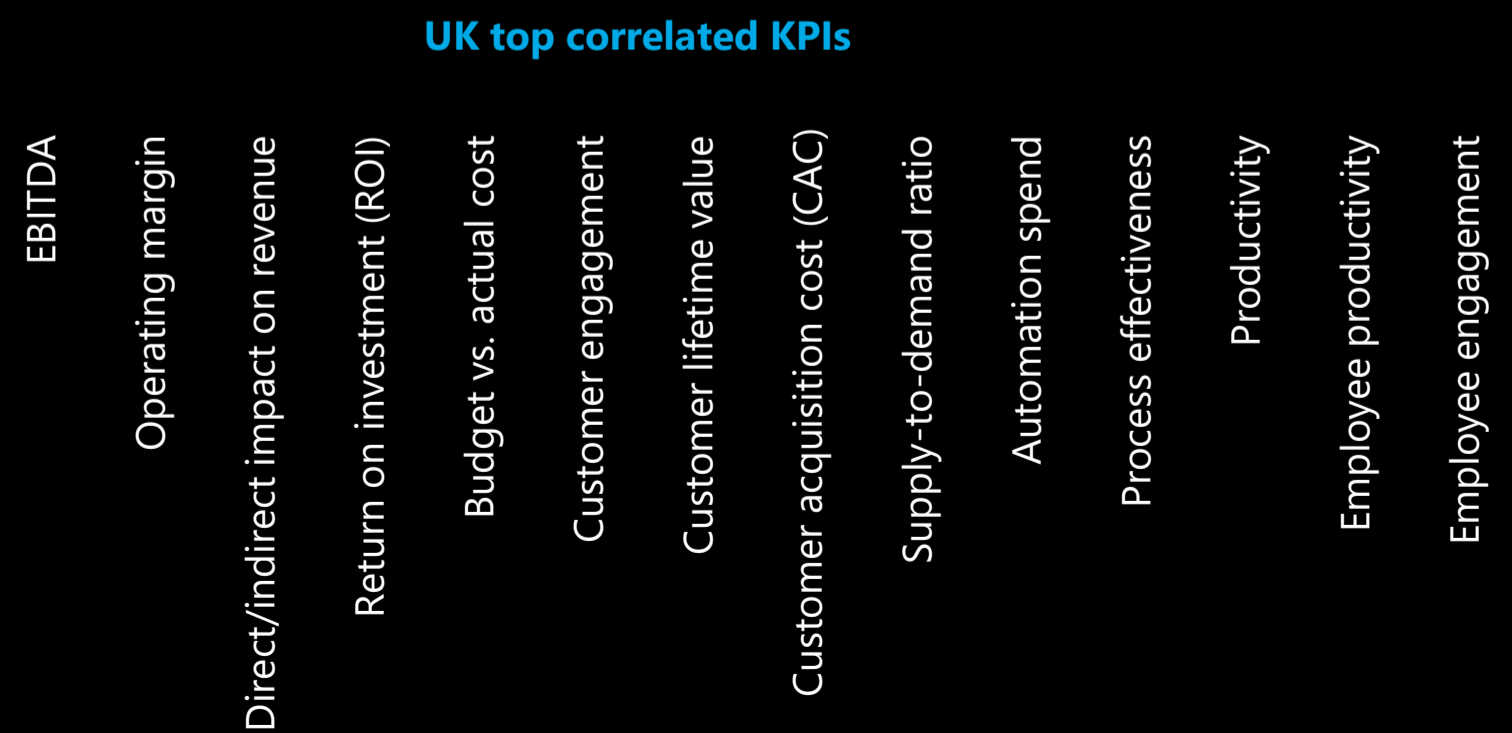 UK top correlated KPIs
EBITDA
Operating margin
Direct/indirect impact on revenue
Return on investment (ROI)
Budget vs. actual cost
Customer engagement
Customer lifetime value
Customer acquisition cost (CAC)
Supply-to-demand ratio
Automation spend
Process effectiveness
Productivity
Employee productivity
Employee engagement